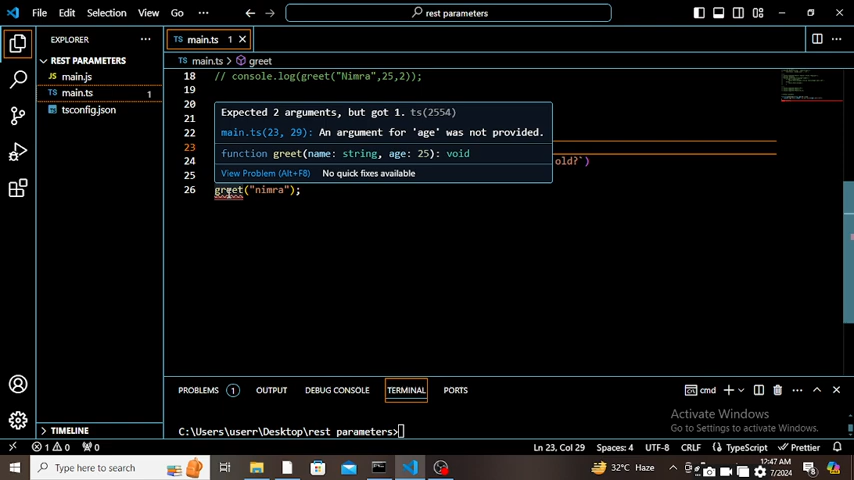 File Edit Selection View Go ··· rest parameters
EXPLORER ···
TS main.ts 1
REST PARAMETERS
JS main.js
TS main.ts 1
tsconfig.json
TIMELINE
main.ts > greet
18 // console.log(greet("Nimra",25,2));
19
20
21
22
23
24 old?`)
25
26 greet("nimra");
Expected 2 arguments, but got 1. ts(2554)
main.ts(23, 29): An argument for 'age' was not provided.
function greet(name: string, age: 25): void
View Problem (Alt+F8) No quick fixes available
PROBLEMS 1 OUTPUT DEBUG CONSOLE TERMINAL PORTS
cmd
C:\Users\userr\Desktop\rest parameters>
Activate Windows
Go to Settings to activate Windows.
1 0 0 Ln 23, Col 29 Spaces: 4 UTF-8 CRLF {} TypeScript Prettier
Type here to search 32°C Haze 12:47 AM
7/2024